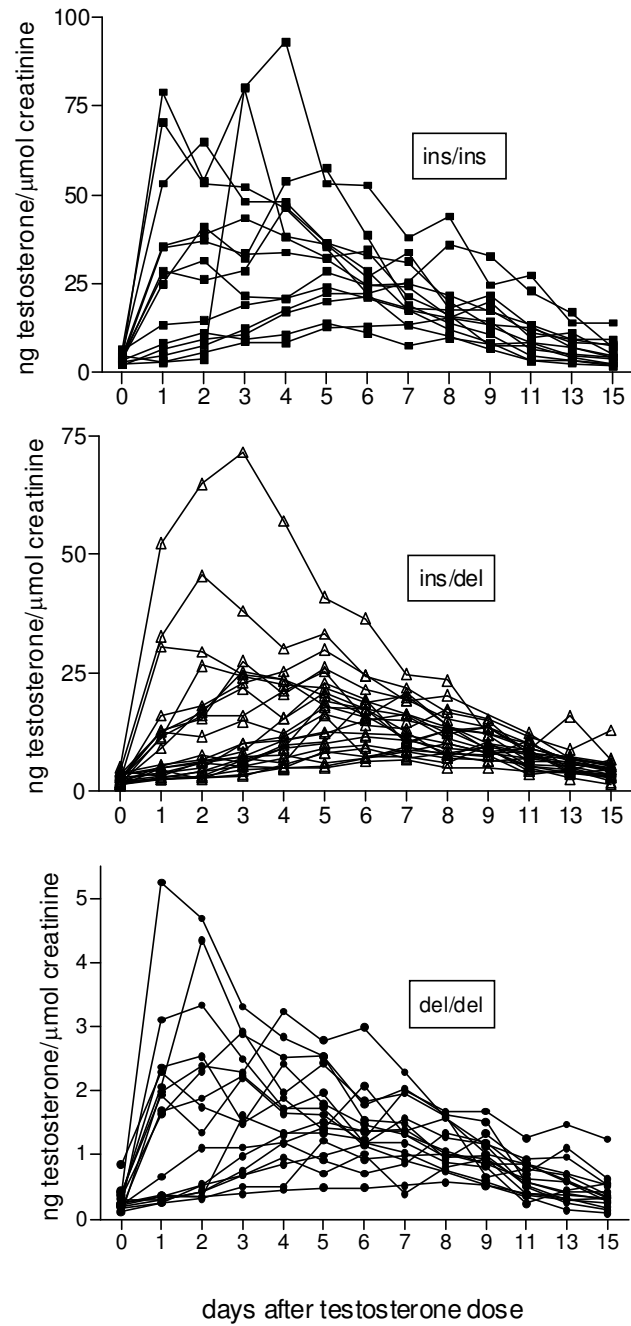 ng testosterone/μmol creatinine
100
75
50
25
0
ins/ins
0 1 2 3 4 5 6 7 8 9 11 13 15
ng testosterone/μmol creatinine
75
50
25
0
ins/del
0 1 2 3 4 5 6 7 8 9 11 13 15
ng testosterone/μmol creatinine
5
4
3
2
1
0
del/del
0 1 2 3 4 5 6 7 8 9 11 13 15
days after testosterone dose